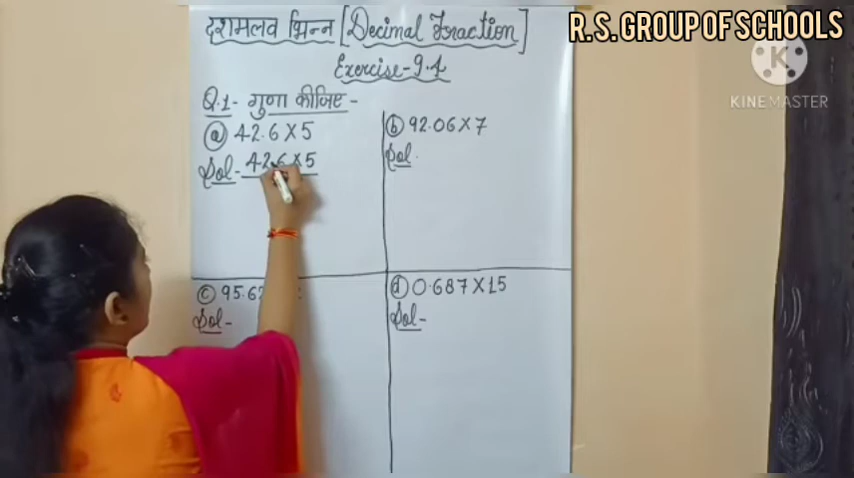 दशमलव भिन्न [Decimal Fraction]
R.S. GROUP OF SCHOOLS
K
KINEMASTER
Exercise-9.4
Q.1- गुणा कीजिए-
(a) 42.6 X 5
Sol- 42.6 X 5
(b) 92.06 X 7
Sol.
(c) 95.6
Sol-
(d) 0.687 X 15
Sol-